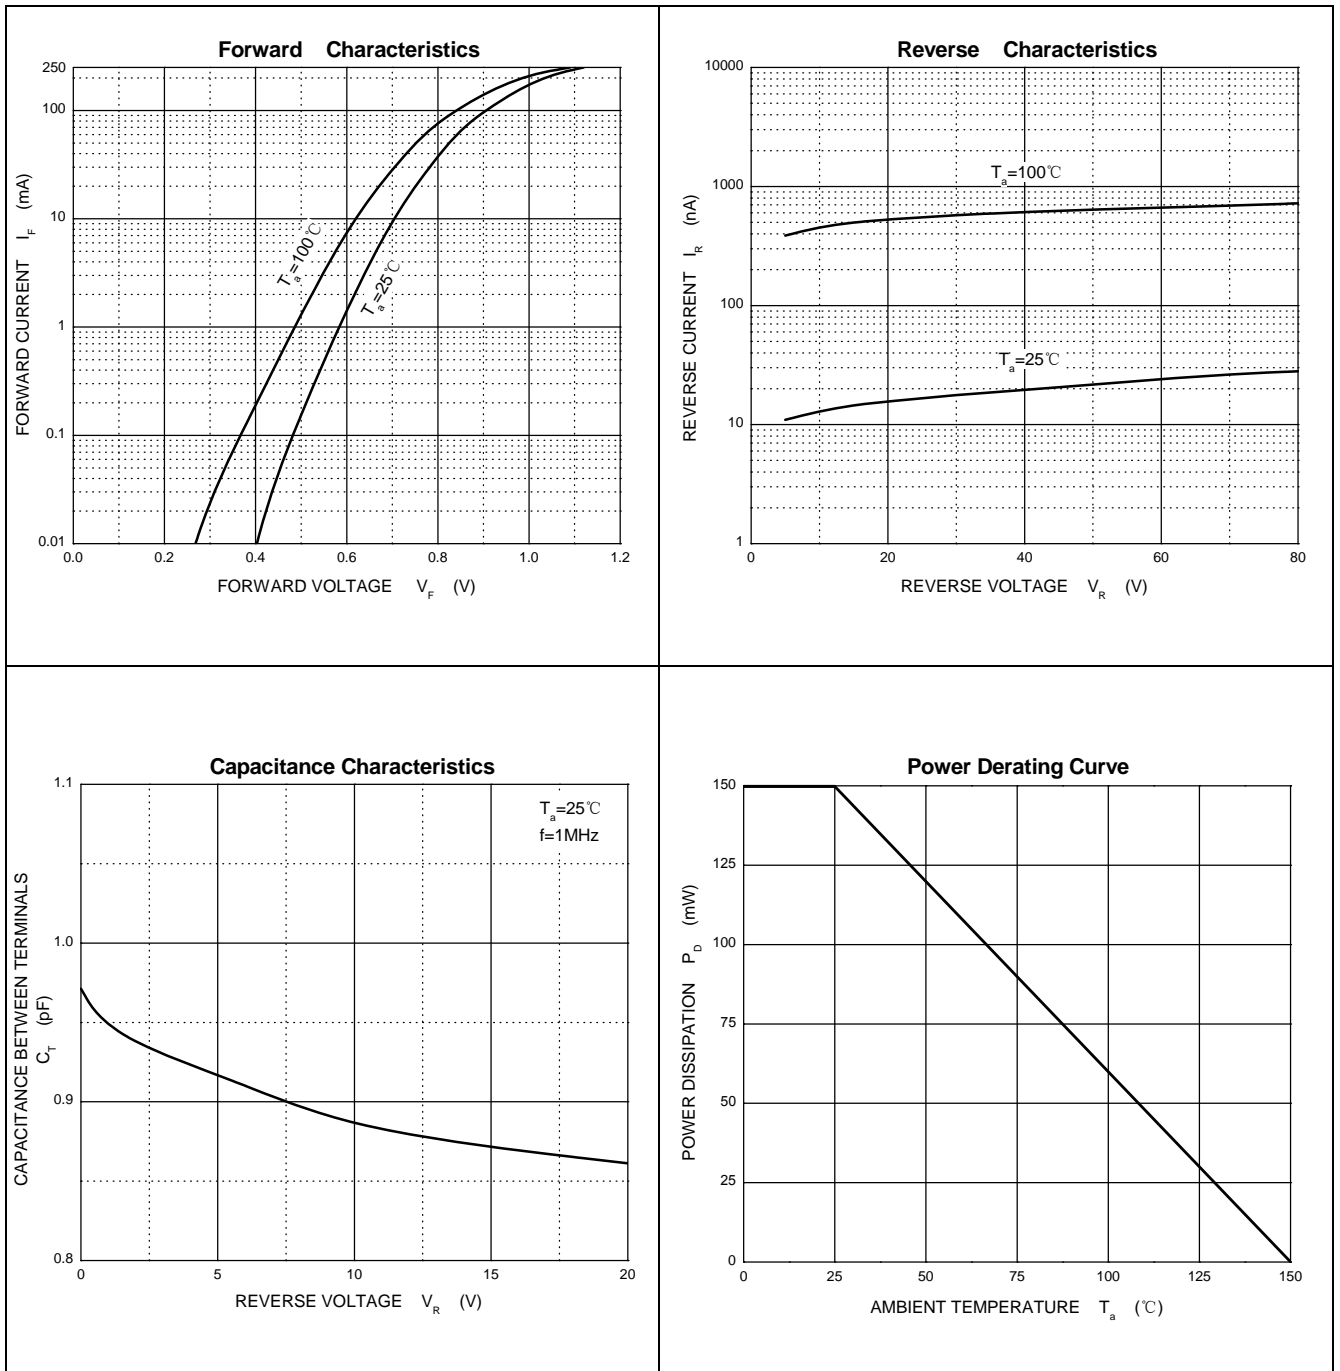 Forward Characteristics
250
100
10
1
0.1
0.01
0.0
0.2
0.4
0.6
0.8
1.0
1.2
FORWARD CURRENT I_F (mA)
FORWARD VOLTAGE V_F (V)
T_a=100℃
T_a=25℃
Reverse Characteristics
10000
1000
100
10
1
0
20
40
60
80
REVERSE CURRENT I_R (nA)
REVERSE VOLTAGE V_R (V)
T_a=100℃
T_a=25℃
Capacitance Characteristics
1.1
1.0
0.9
0.8
0
5
10
15
20
CAPACITANCE BETWEEN TERMINALS
C_T (pF)
REVERSE VOLTAGE V_R (V)
T_a=25℃
f=1MHz
Power Derating Curve
150
125
100
75
50
25
0
0
25
50
75
100
125
150
POWER DISSIPATION P_D (mW)
AMBIENT TEMPERATURE T_a (℃)